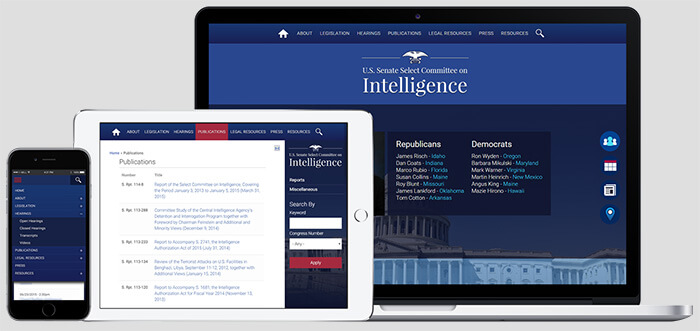 ABOUT LEGISLATION HEARINGS PUBLICATIONS LEGAL RESOURCES PRESS RESOURCES
U.S. Senate Select Committee on
Intelligence
Republicans
James Risch - Idaho
Dan Coats - Indiana
Marco Rubio - Florida
Susan Collins - Maine
Roy Blunt - Missouri
James Lankford - Oklahoma
Tom Cotton - Arkansas
Democrats
Ron Wyden - Oregon
Barbara Mikulski - Maryland
Mark Warner - Virginia
Martin Heinrich - New Mexico
Angus King - Maine
Mazie Hirono - Hawaii
ABOUT LEGISLATION HEARINGS PUBLICATIONS LEGAL RESOURCES PRESS RESOURCES
Home » Publications
Publications
Number Title
S. Rpt. 114-8 Report of the Select Committee on Intelligence, Covering
the Period January 3, 2013 to January 5, 2015 (March 31,
2015)
S. Rpt. 113-288 Committee Study of the Central Intelligence Agency's
Detention and Interrogation Program together with
Foreword by Chairman Feinstein and Additional and
Minority Views (December 9, 2014)
S. Rpt. 113-233 Report to Accompany S. 2741, the Intelligence
Authorization Act of 2015 (July 31, 2014)
S. Rpt. 113-134 Review of the Terrorist Attacks on U.S. Facilities in
Benghazi, Libya, September 11-12, 2012, together with
Additional Views (January 15, 2014)
S. Rpt. 113-120 Report to Accompany S. 1681, the Intelligence
Authorization Act for Fiscal Year 2014 (November 13,
2013)
U.S. Senate Select Committee on
Intelligence
Reports
Miscellaneous
Search By
Keyword
Congress Number
- Any -
Apply
HOME
ABOUT
LEGISLATION
HEARINGS
Open Hearings
Closed Hearings
Transcripts
Videos
PUBLICATIONS
LEGAL RESOURCES
PRESS
RESOURCES